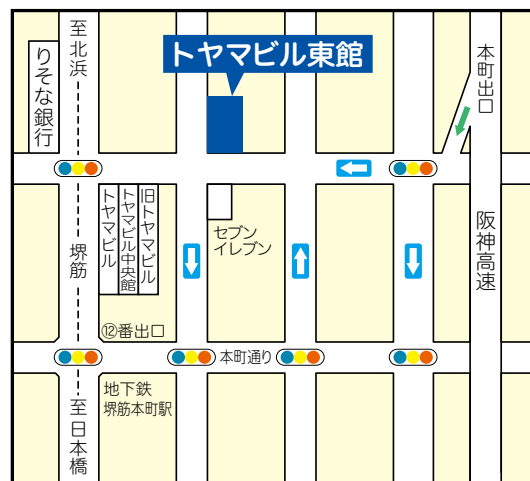 至北浜
りそな銀行
トヤマビル東館
本町出口
阪神高速
トヤマビル
トヤマビル中央館
旧トヤマビル
セブン
イレブン
堺筋
⑫番出口
本町通り
地下鉄
堺筋本町駅
至日本橋